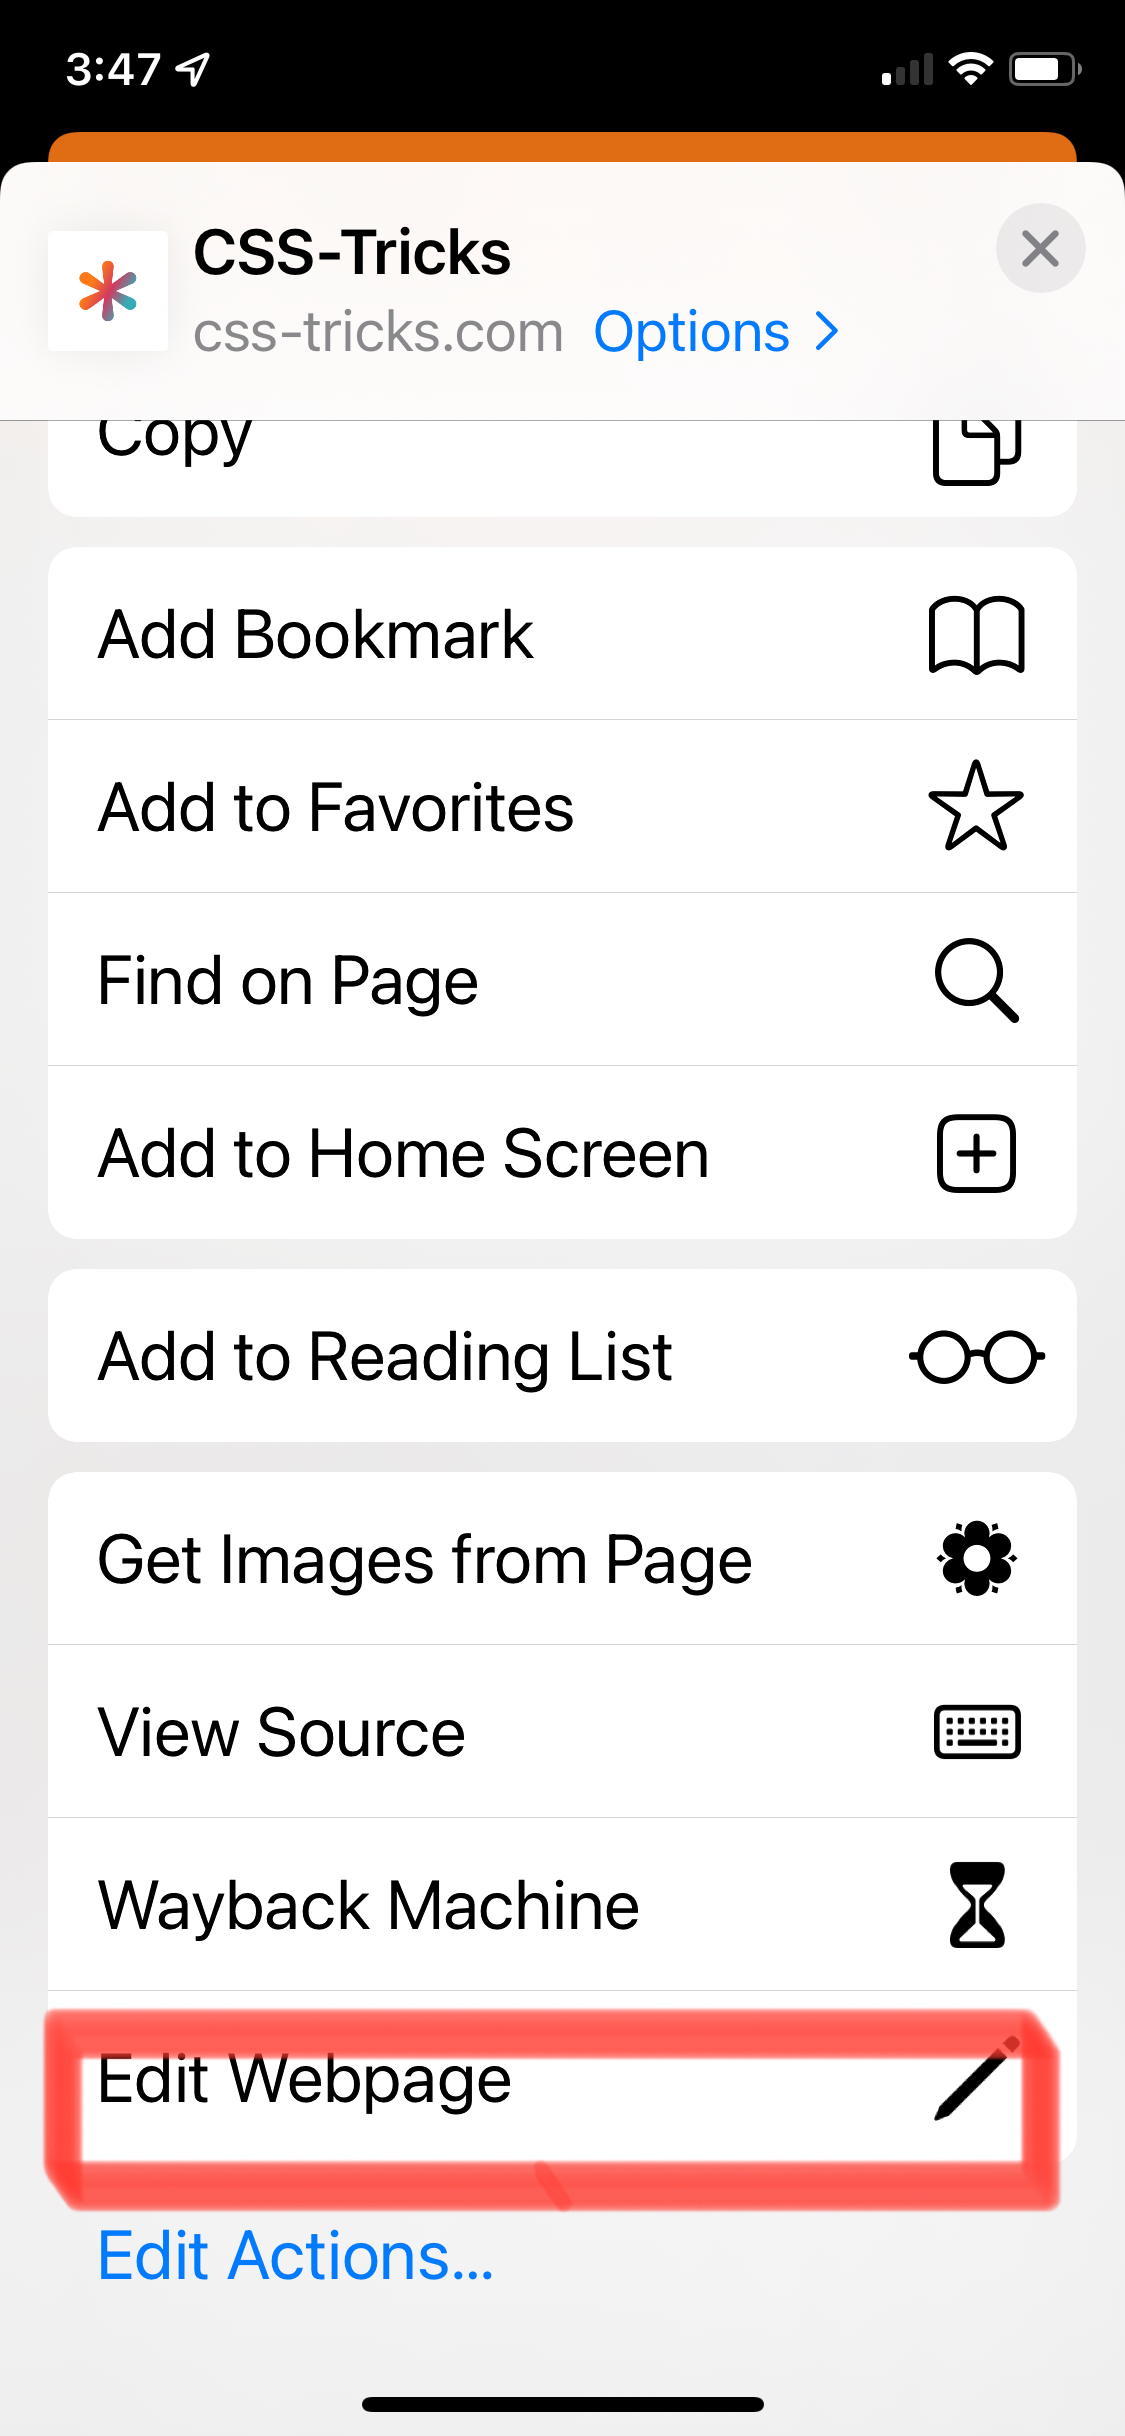 3:47
CSS-Tricks
css-tricks.com Options
Copy
Add Bookmark
Add to Favorites
Find on Page
Add to Home Screen
Add to Reading List
Get Images from Page
View Source
Wayback Machine
Edit Webpage
Edit Actions...